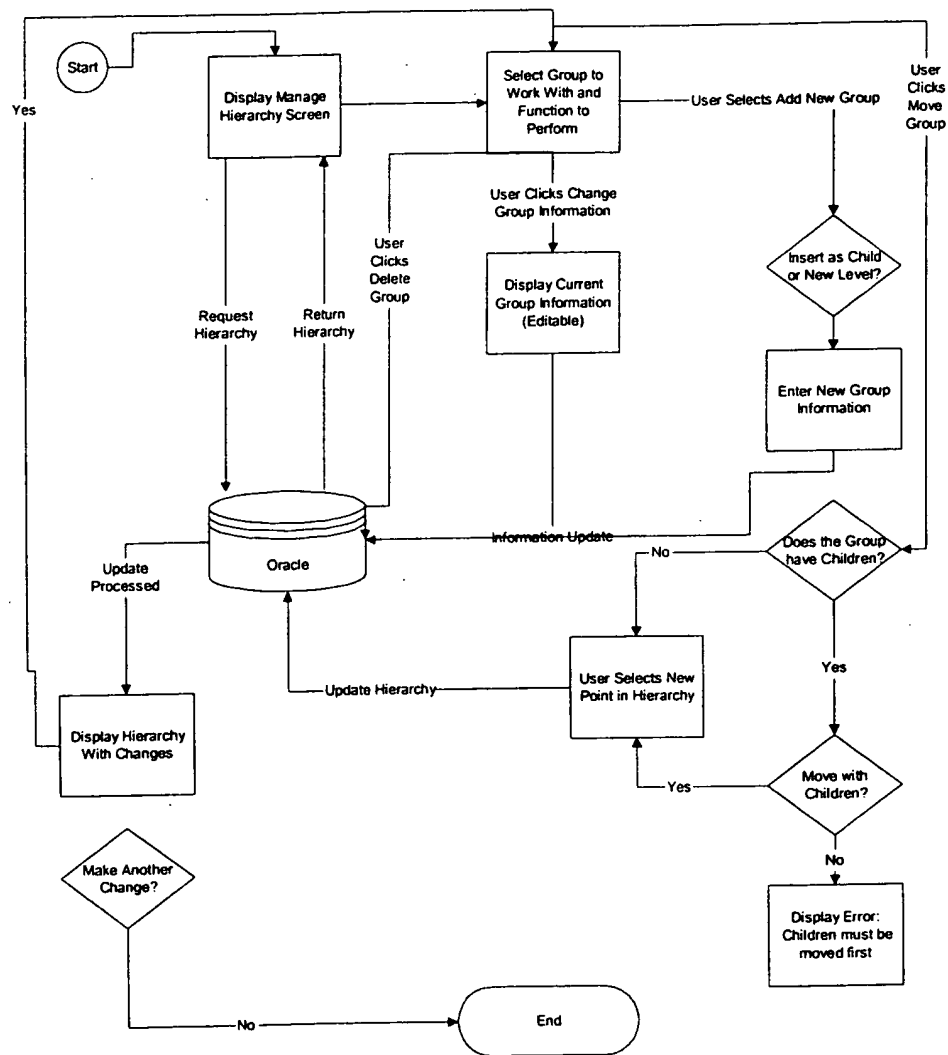 Start
Yes
Display Manage
Hierarchy Screen
Select Group to
Work With and
Function to
Perform
User Selects Add New Group
User
Clicks
Move
Group
User Clicks Change
Group Information
User
Clicks
Delete
Group
Insert as Child
or New Level?
Display Current
Group Information
(Editable)
Request
Hierarchy
Return
Hierarchy
Enter New Group
Information
Oracle
Information Update
Does the Group
have Children?
No
Update
Processed
Yes
Update Hierarchy
User Selects New
Point in Hierarchy
Display Hierarchy
With Changes
Yes
Move with
Children?
No
Make Another
Change?
Display Error:
Children must be
moved first
No
End